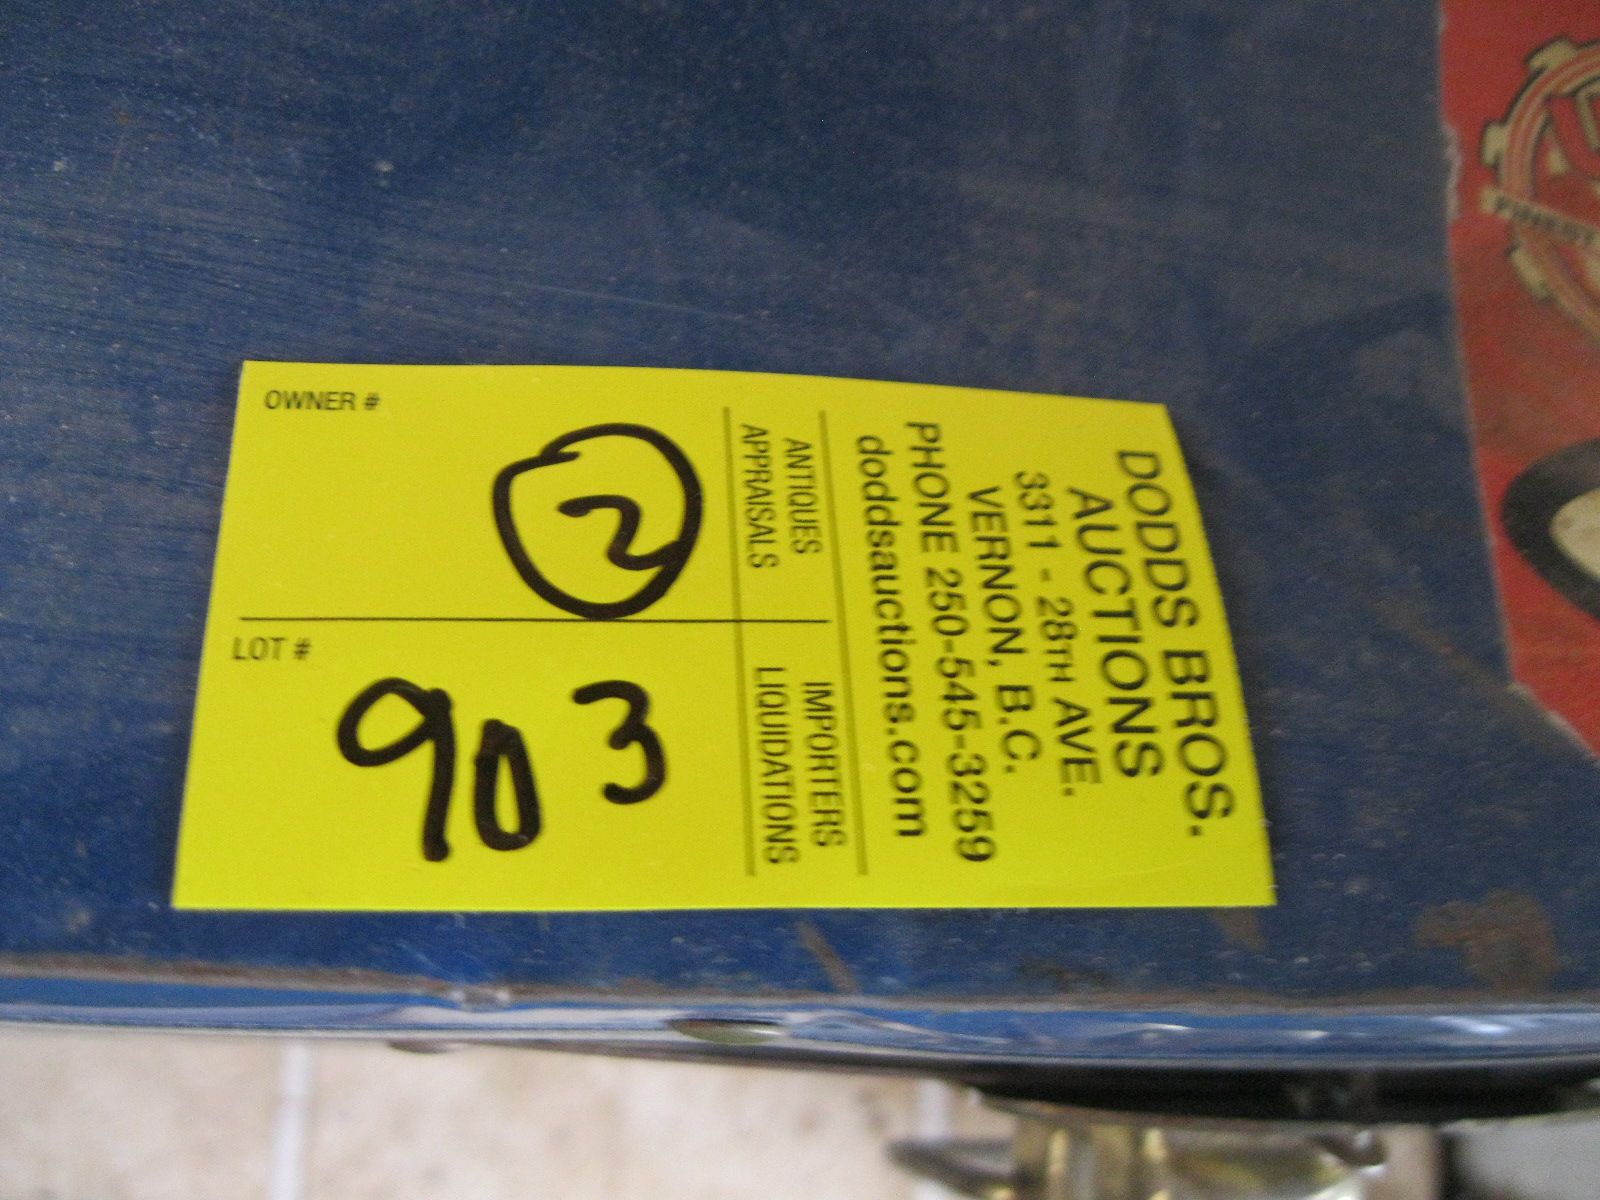 DODDS BROS.
AUCTIONS
3311 - 28TH AVE.
VERNON, B.C.
PHONE 250-545-3259
doddsauctions.com
ANTIQUES IMPORTERS
APPRAISALS LIQUIDATIONS
OWNER #
2
LOT #
903
FINEST